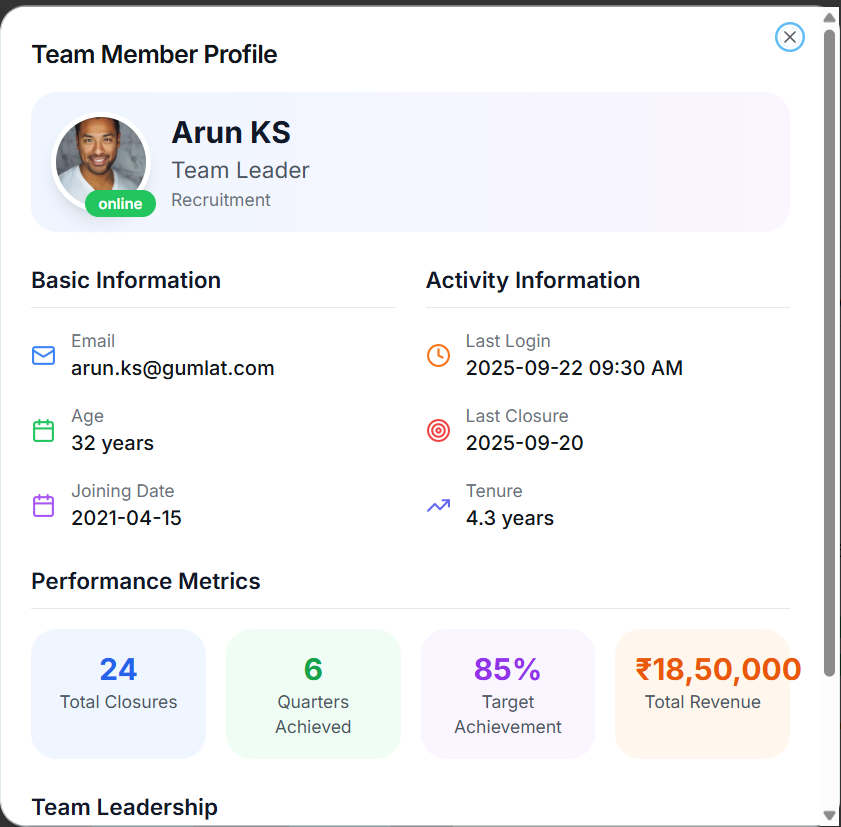 Team Member Profile
Arun KS
Team Leader
online
Recruitment
Basic Information
Activity Information
Email
arun.ks@gumlat.com
Last Login
2025-09-22 09:30 AM
Age
32 years
Last Closure
2025-09-20
Joining Date
2021-04-15
Tenure
4.3 years
Performance Metrics
24
Total Closures
6
Quarters
Achieved
85%
Target
Achievement
₹18,50,000
Total Revenue
Team Leadership